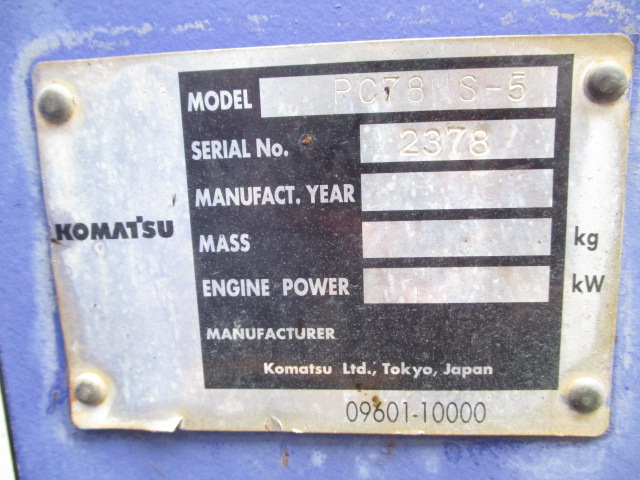 MODEL PC78US-5
SERIAL No. 2378
MANUFACT. YEAR
KOMATSU
MASS kg
ENGINE POWER kW
MANUFACTURER
Komatsu Ltd., Tokyo, Japan
09601-10000